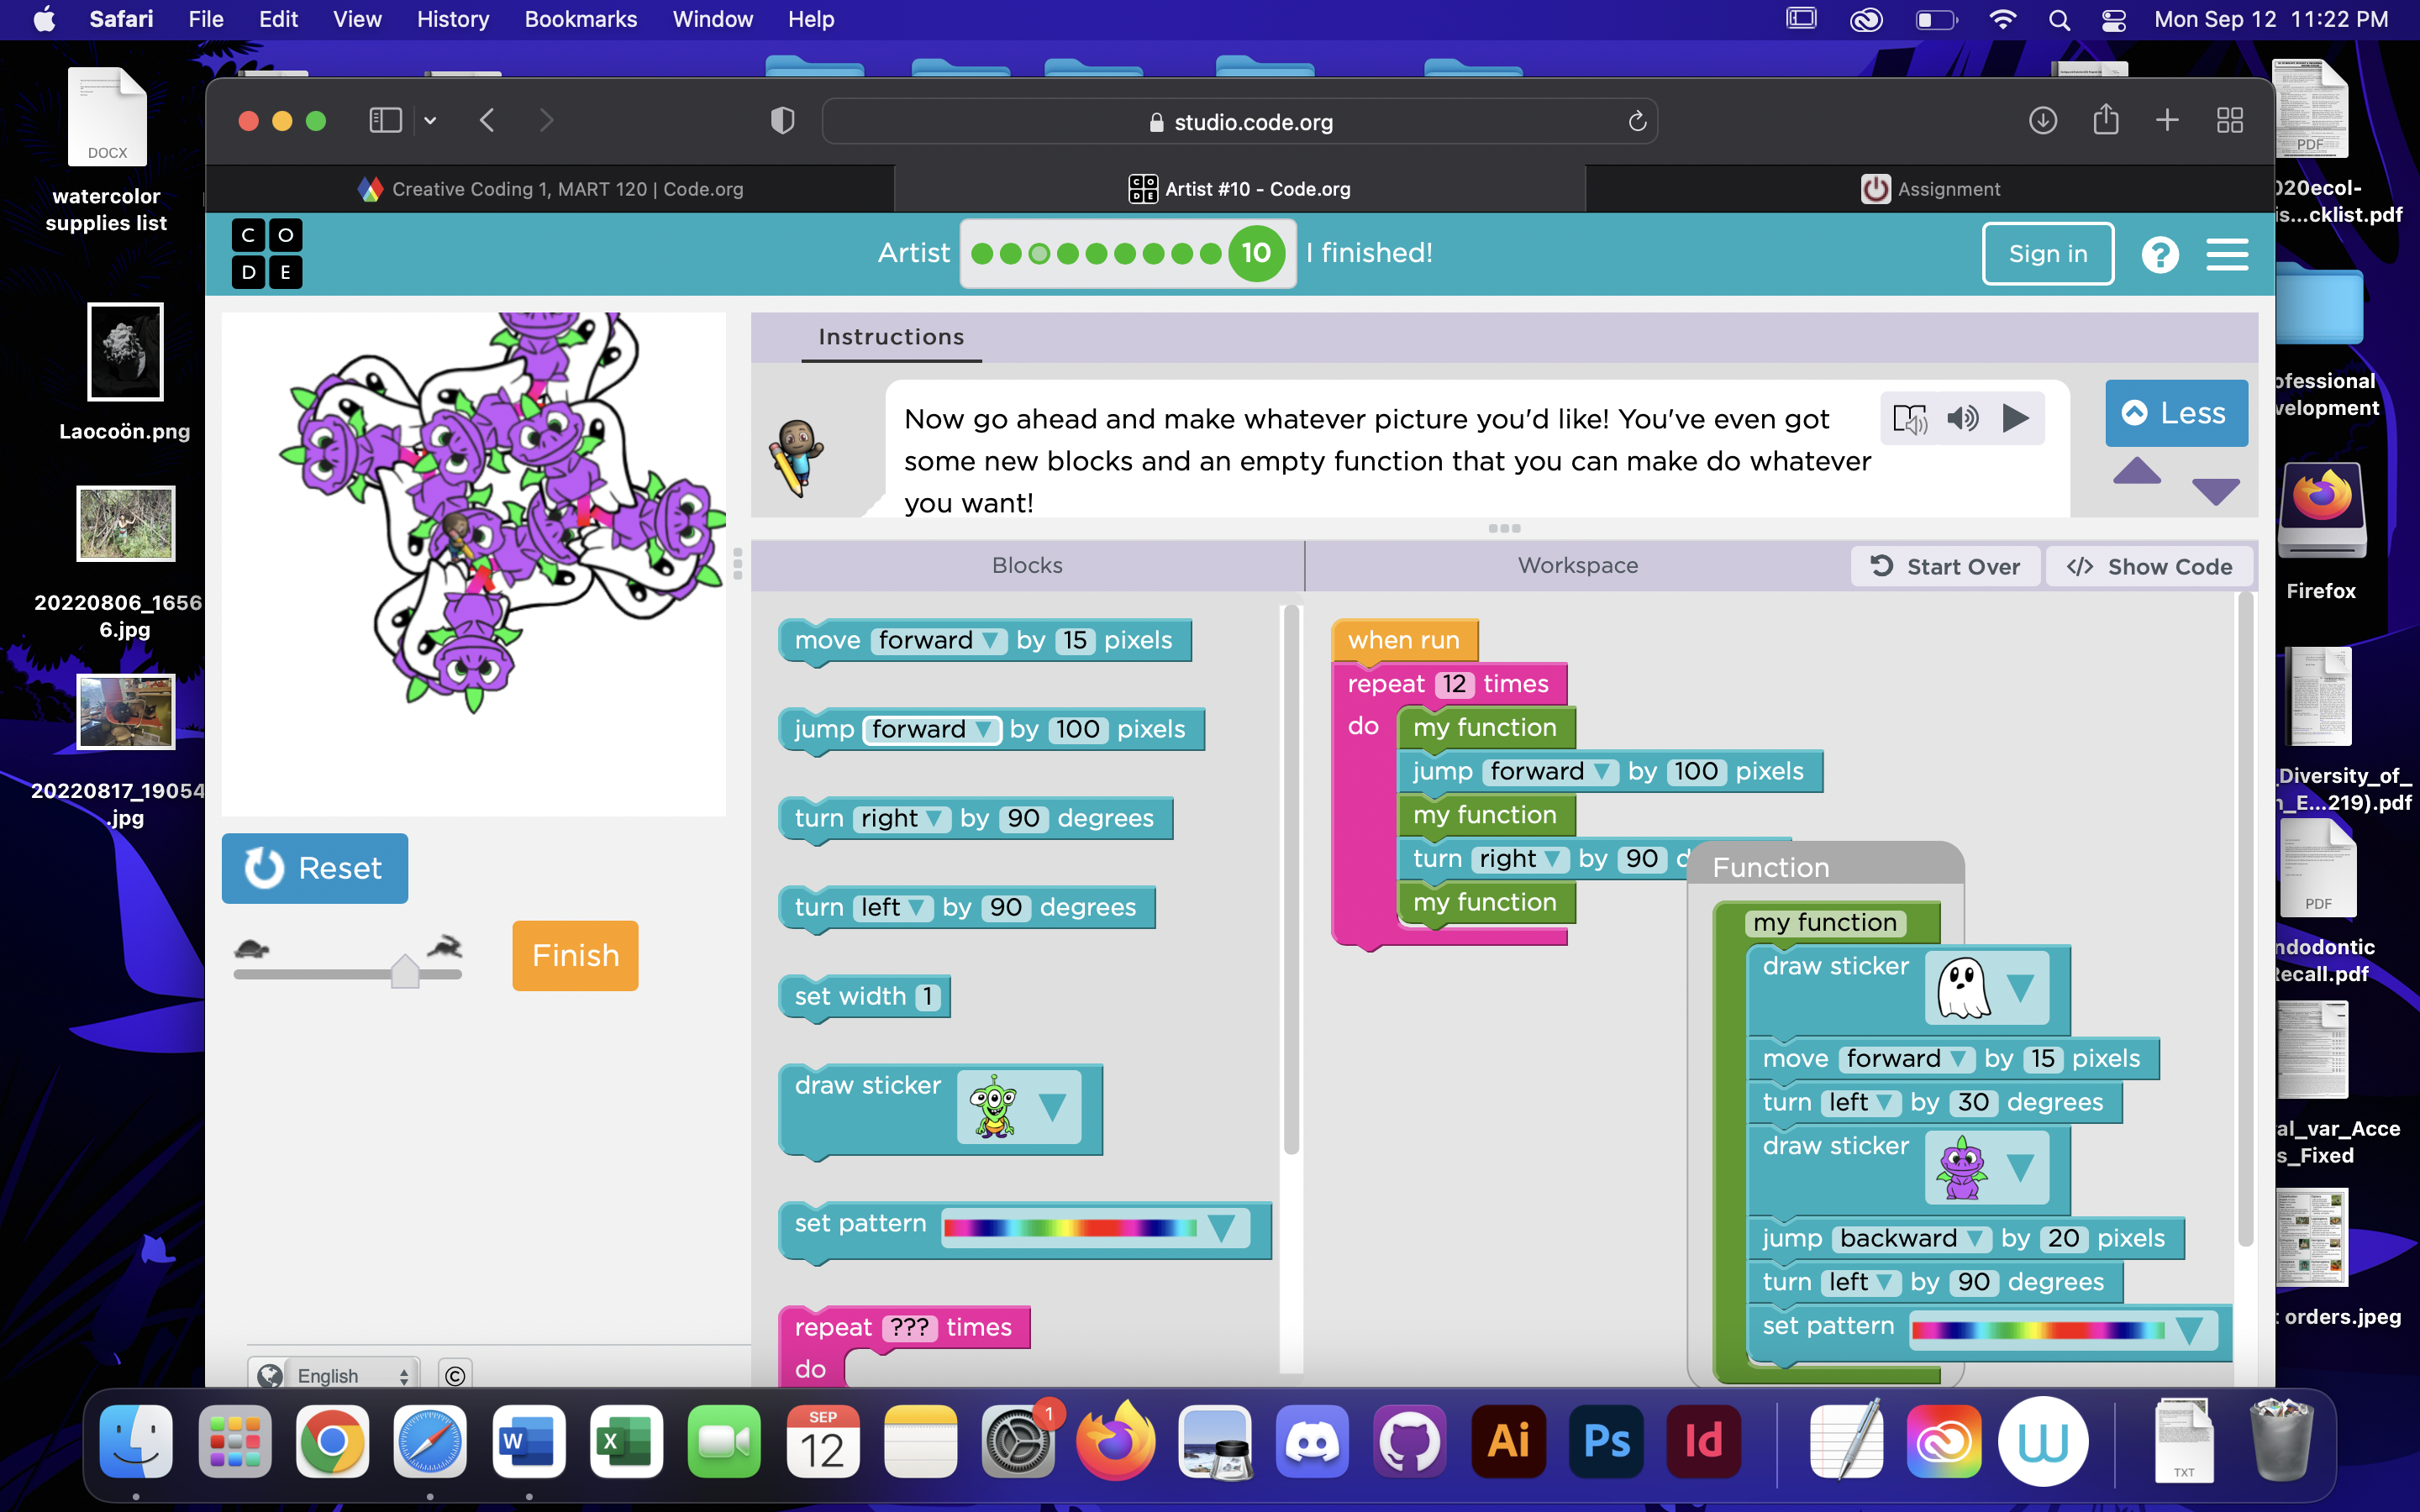 Safari File Edit View History Bookmarks Window Help Mon Sep 12 11:22 PM
DOCX
watercolor
supplies list
Laocoön.png
20220806_1656
6.jpg
20220817_19054
.jpg
studio.code.org
Creative Coding 1, MART 120 | Code.org
CODE Artist #10 - Code.org
Assignment
C O
D E
Artist 10 I finished!
Sign in ?
Instructions
Now go ahead and make whatever picture you'd like! You've even got
some new blocks and an empty function that you can make do whatever
you want!
Less
Reset
Finish
English ©
Blocks
Workspace
Start Over
</> Show Code
move forward by 15 pixels
jump forward by 100 pixels
turn right by 90 degrees
turn left by 90 degrees
set width 1
draw sticker
set pattern
repeat ??? times
do
when run
repeat 12 times
do my function
jump forward by 100 pixels
my function
turn right by 90 d
my function
Function
my function
draw sticker
move forward by 15 pixels
turn left by 30 degrees
draw sticker
jump backward by 20 pixels
turn left by 90 degrees
set pattern
PDF
020ecol-
is...cklist.pdf
ofessional
velopment
Firefox
_Diversity_of_
n_E...219).pdf
PDF
ndodontic
Recall.pdf
al_var_Acce
s_Fixed
t orders.jpeg
W
X
SEP
12
1
Ai
Ps
Id
W
TXT